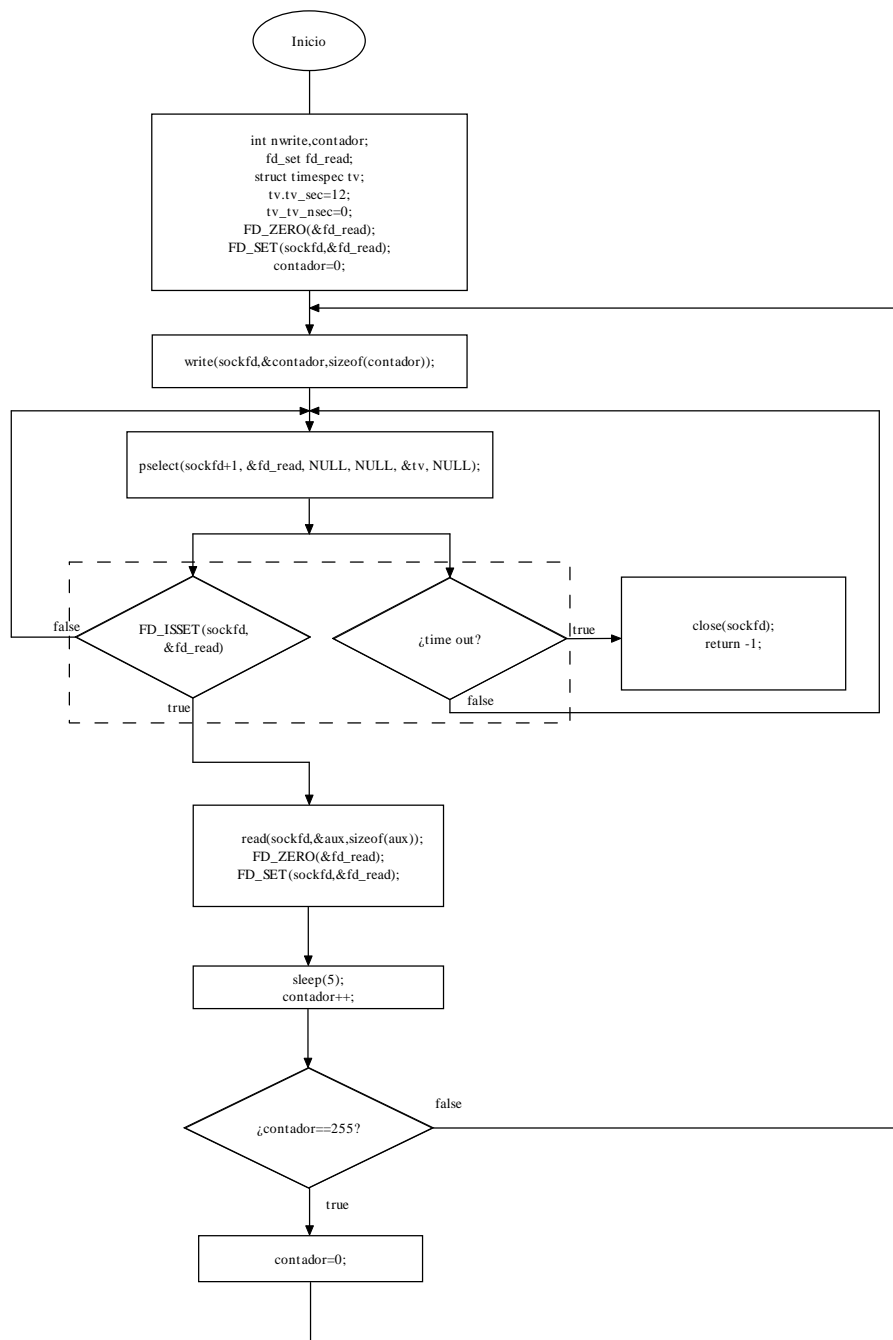 Inicio
int nwrite,contador;
fd_set fd_read;
struct timespec tv;
tv.tv_sec=12;
tv_tv_nsec=0;
FD_ZERO(&fd_read);
FD_SET(sockfd,&fd_read);
contador=0;
write(sockfd,&contador,sizeof(contador));
pselect(sockfd+1, &fd_read, NULL, NULL, &tv, NULL);
false
FD_ISSET(sockfd,
&fd_read)
true
¿time out?
true
false
close(sockfd);
return -1;
read(sockfd,&aux,sizeof(aux));
FD_ZERO(&fd_read);
FD_SET(sockfd,&fd_read);
sleep(5);
contador++;
¿contador==255?
false
true
contador=0;